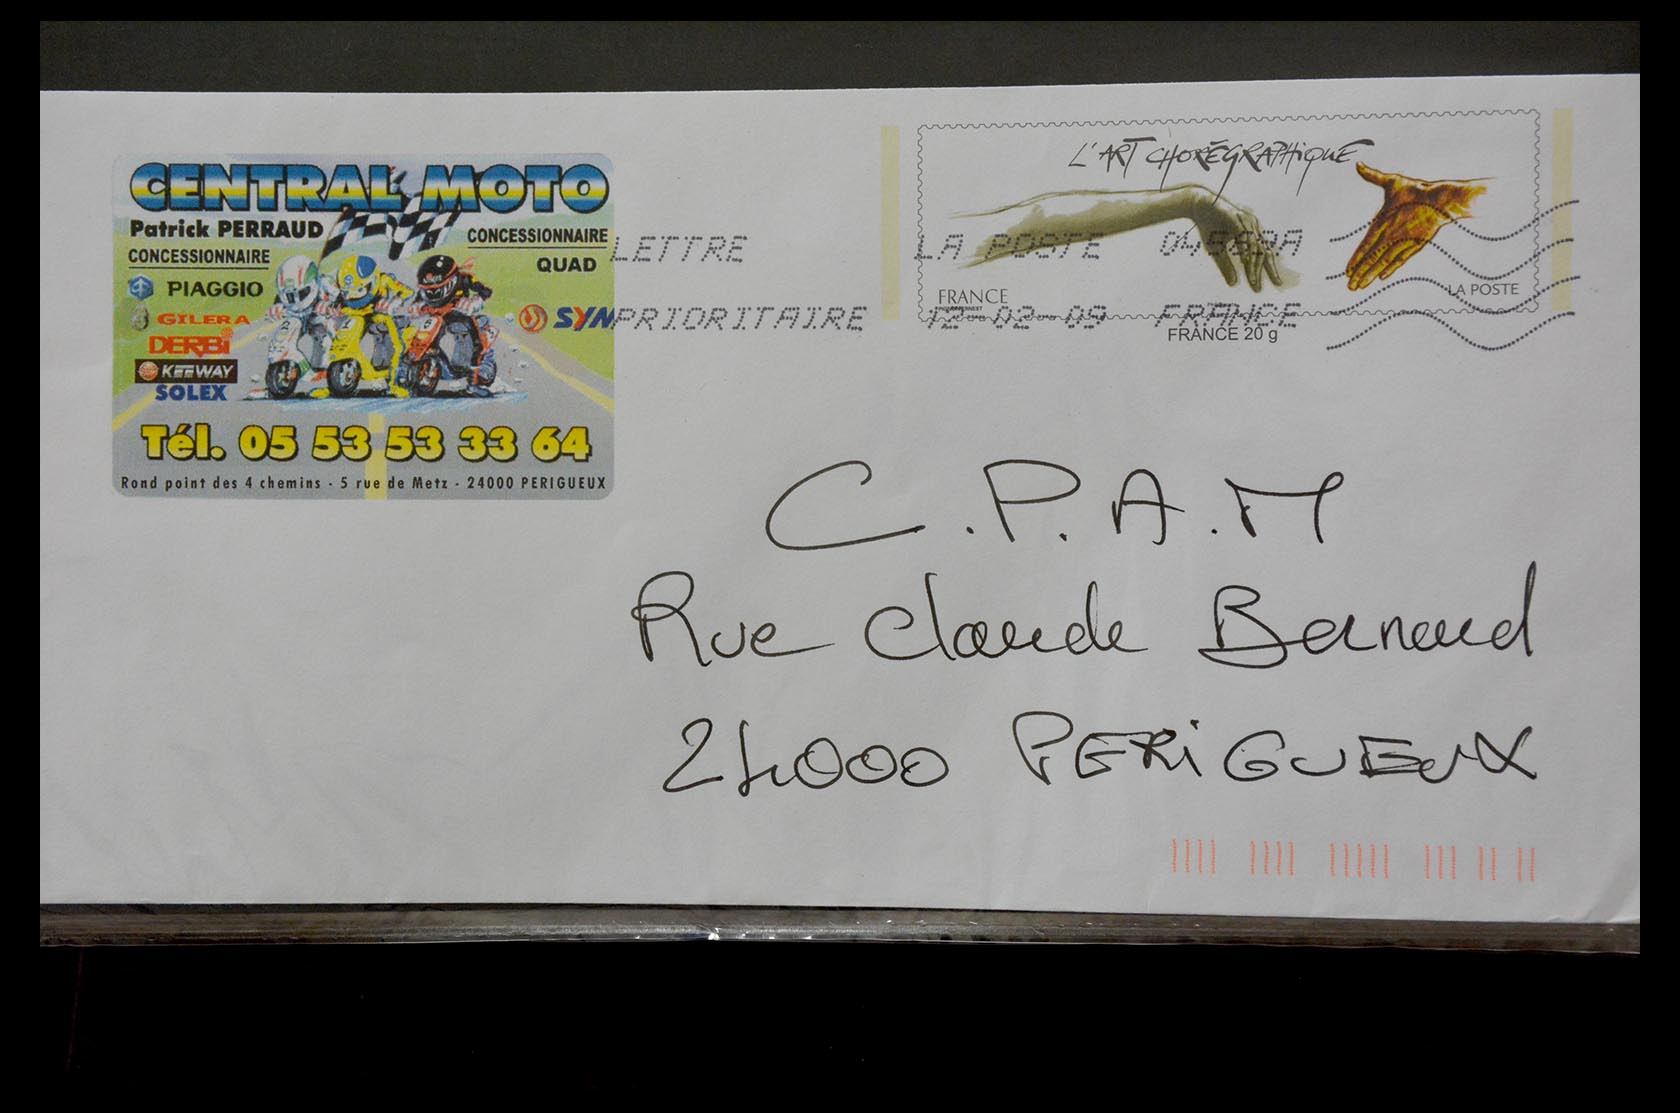 CENTRAL MOTO
Patrick PERRAUD
CONCESSIONNAIRE
PIAGGIO
GILERA
DERBi
KEEWAY
SOLEX
CONCESSIONNAIRE
QUAD
SYM
Tél. 05 53 53 33 64
Rond point des 4 chemins - 5 rue de Metz - 24000 PERIGUEUX
L'ART CHORÉGRAPHiQUE
FRANCE
LA POSTE
FRANCE 20 g
LETTRE LA POSTE
PRIORITAIRE 12-02-09 FRANCE
C.P.A.M
Rue Claude Bernard
24000 PERiGUEUX